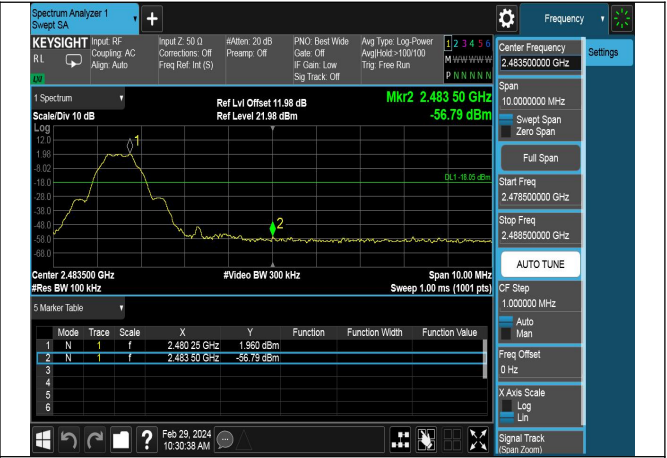 Spectrum Analyzer 1
Swept SA
Frequency
KEYSIGHT
R L
Input: RF
Coupling: AC
Align: Auto
Input Z: 50 Ω
Corrections: Off
Freq Ref: Int (S)
#Atten: 20 dB
Preamp: Off
PNO: Best Wide
Gate: Off
IF Gain: Low
Sig Track: Off
Avg Type: Log-Power
Avg|Hold:>100/100
Trig: Free Run
1 2 3 4 5 6
M W W W W W
P N N N N N
1 Spectrum
Scale/Div 10 dB
Ref Lvl Offset 11.98 dB
Ref Level 21.98 dBm
Mkr2 2.483 50 GHz
-56.79 dBm
Log
12.0
1.98
-8.02
-18.0
-28.0
-38.0
-48.0
-58.0
-68.0
1
2
DL1 -18.05 dBm
Center 2.483500 GHz
#Video BW 300 kHz
Span 10.00 MHz
#Res BW 100 kHz
Sweep 1.00 ms (1001 pts)
5 Marker Table
Mode Trace Scale X Y Function Function Width Function Value
1 N 1 f 2.480 25 GHz 1.960 dBm
2 N 1 f 2.483 50 GHz -56.79 dBm
3
4
5
6
Feb 29, 2024
10:30:38 AM
Center Frequency
2.483500000 GHz
Settings
Span
10.0000000 MHz
Swept Span
Zero Span
Full Span
Start Freq
2.478500000 GHz
Stop Freq
2.488500000 GHz
AUTO TUNE
CF Step
1.000000 MHz
Auto
Man
Freq Offset
0 Hz
X Axis Scale
Log
Lin
Signal Track
(Span Zoom)